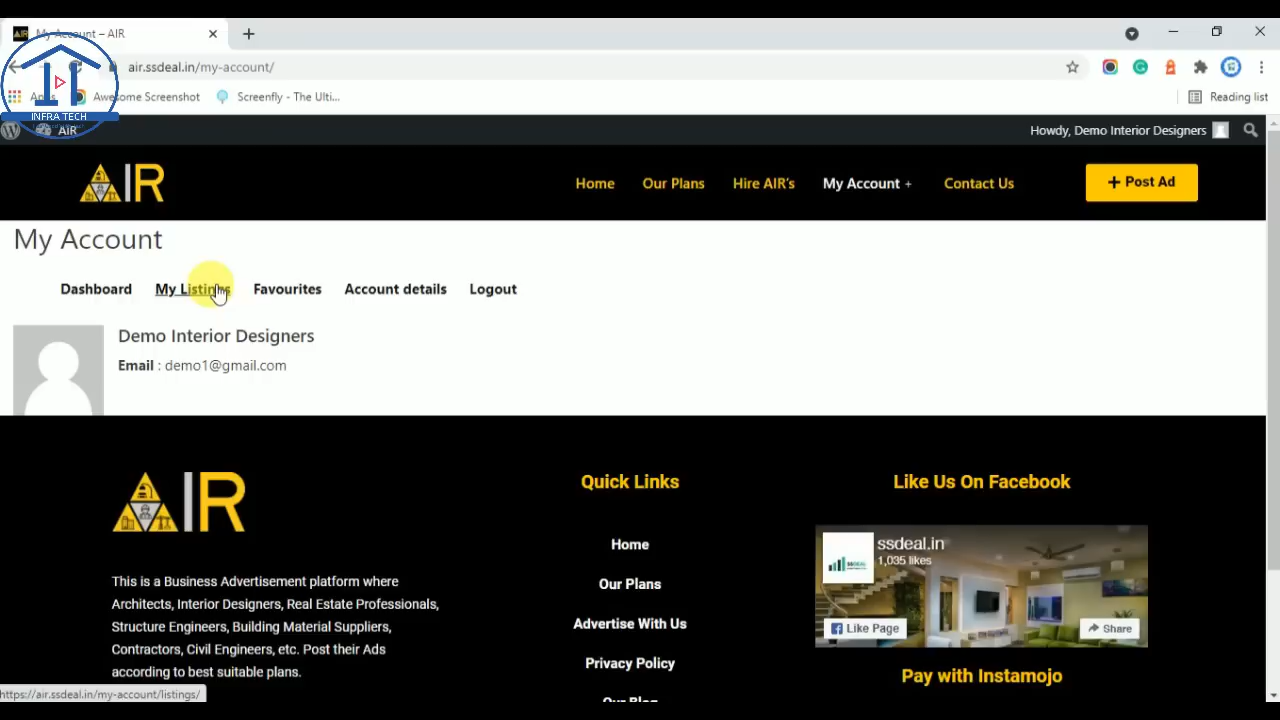 My Account – AIR
air.ssdeal.in/my-account/
Apps Awesome Screenshot Screenfly - The Ulti... Reading list
INFRA TECH
AIR Howdy, Demo Interior Designers
AIR Home Our Plans Hire AIR's My Account + Contact Us + Post Ad
My Account
Dashboard My Listings Favourites Account details Logout
Demo Interior Designers
Email : demo1@gmail.com
AIR
This is a Business Advertisement platform where
Architects, Interior Designers, Real Estate Professionals,
Structure Engineers, Building Material Suppliers,
Contractors, Civil Engineers, etc. Post their Ads
according to best suitable plans.
Quick Links
Home
Our Plans
Advertise With Us
Privacy Policy
Our Blog
Like Us On Facebook
ssdeal.in
1,035 likes
Like Page Share
Pay with Instamojo
https://air.ssdeal.in/my-account/listings/